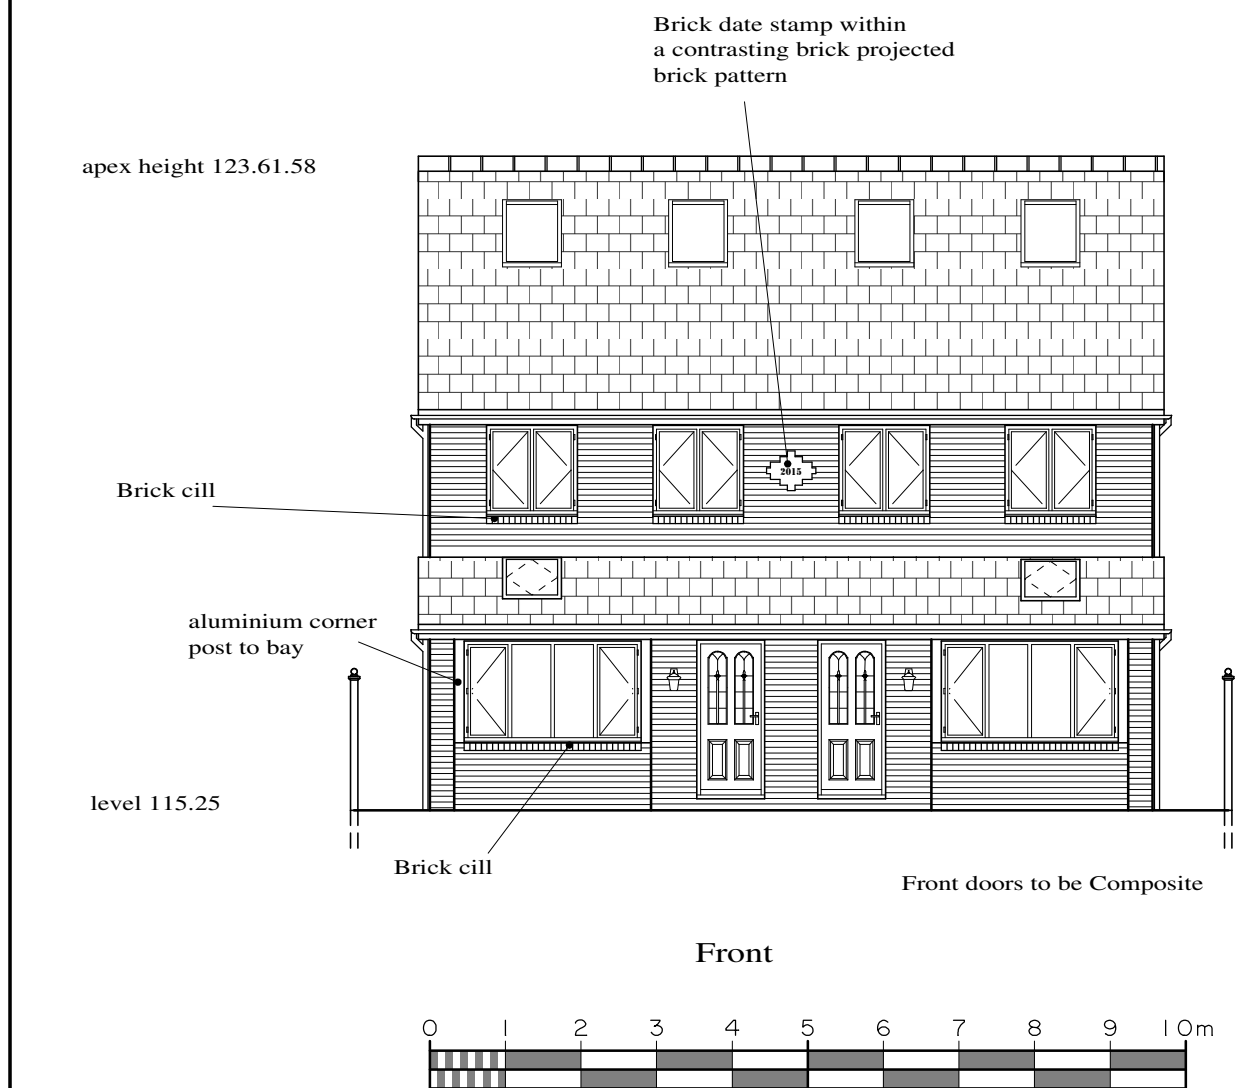 Brick date stamp within
a contrasting brick projected
brick pattern
apex height 123.61.58
2015
Brick cill
aluminium corner
post to bay
level 115.25
Brick cill
Front doors to be Composite
Front
0 1 2 3 4 5 6 7 8 9 10m